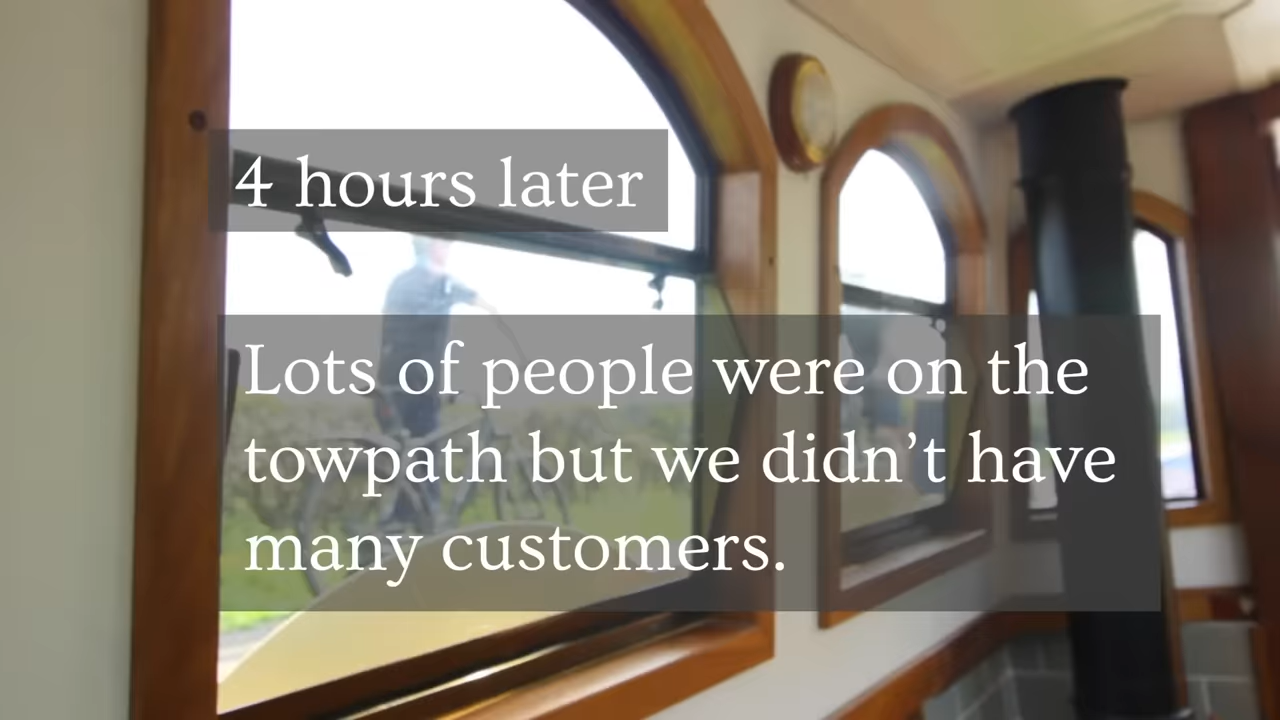 4 hours later
Lots of people were on the
towpath but we didn’t have
many customers.